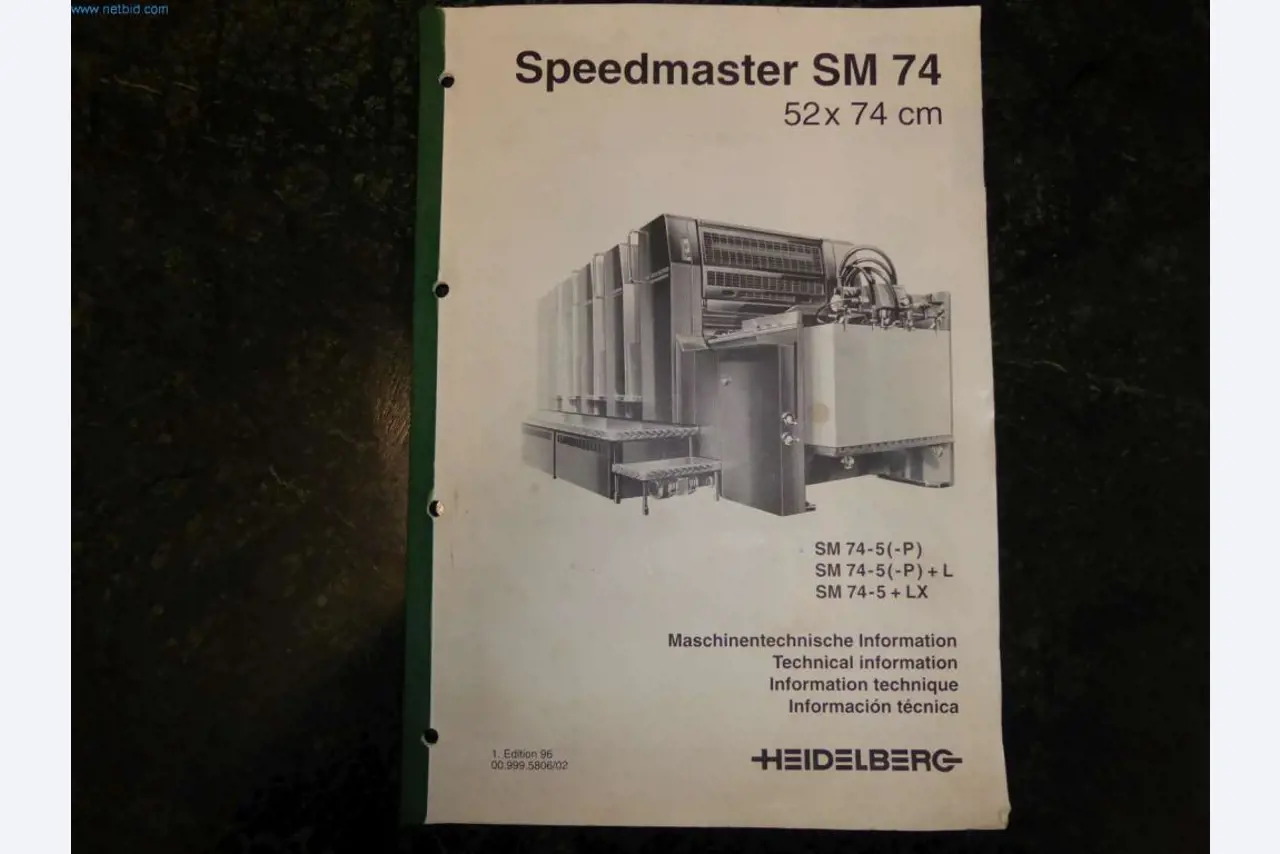 www.netbid.com
Speedmaster SM 74
52x 74 cm
SM 74-5(-P)
SM 74-5(-P) + L
SM 74-5 + LX
Maschinentechnische Information
Technical information
Information technique
Información técnica
1. Edition 96
00.999.5806/02
HEIDELBERG